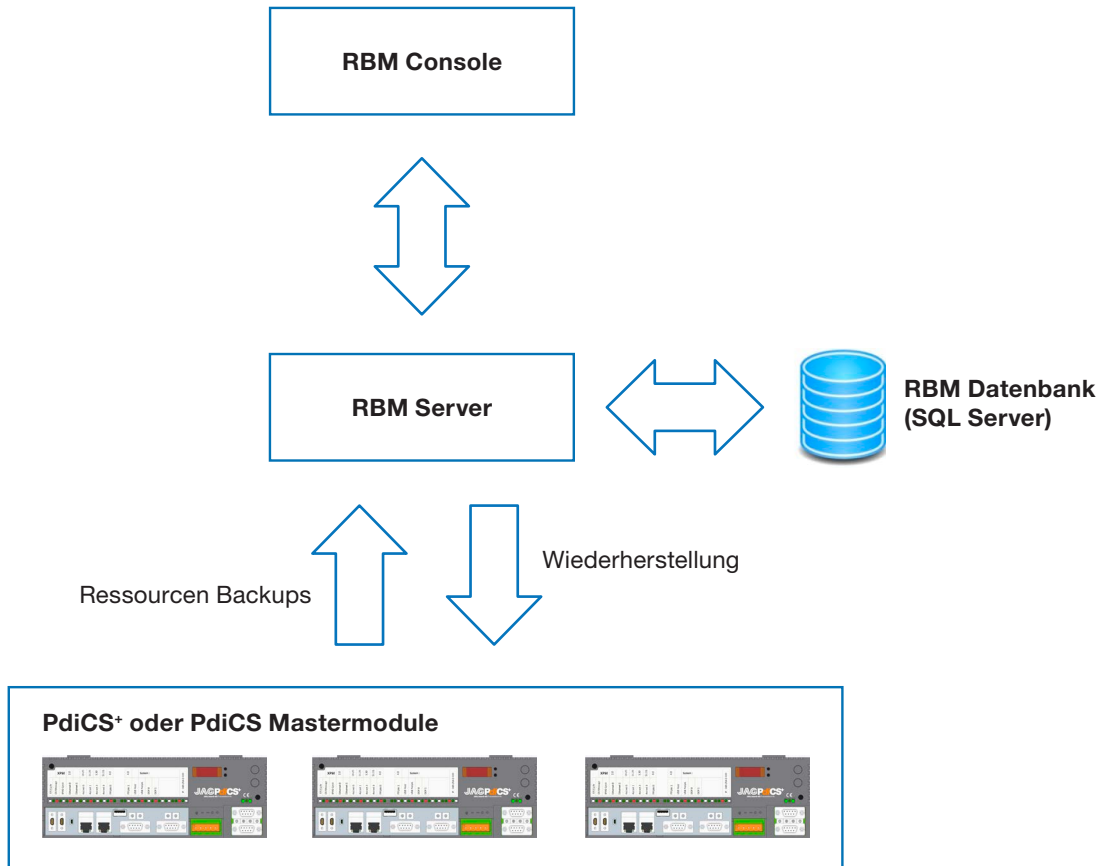 RBM Console
RBM Server
RBM Datenbank
(SQL Server)
Wiederherstellung
Ressourcen Backups
PdiCS⁺ oder PdiCS Mastermodule